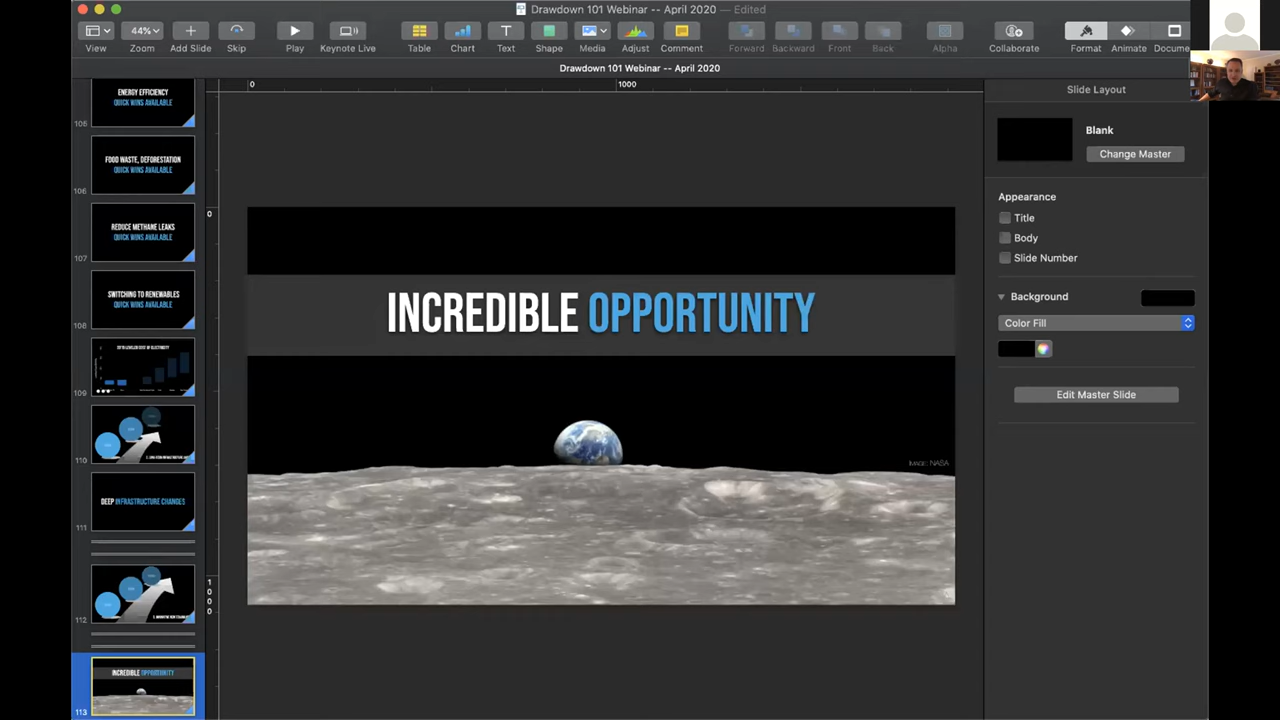 Drawdown 101 Webinar -- April 2020 — Edited
44%
View
Zoom
Add Slide
Skip
Play
Keynote Live
Table
Chart
Text
Shape
Media
Adjust
Comment
Forward
Backward
Front
Back
Alpha
Collaborate
Format
Animate
Docume
Drawdown 101 Webinar -- April 2020
0
1000
0
1000
ENERGY EFFICIENCY
QUICK WINS AVAILABLE
105
FOOD WASTE, DEFORESTATION
QUICK WINS AVAILABLE
106
REDUCE METHANE LEAKS
QUICK WINS AVAILABLE
107
SWITCHING TO RENEWABLES
QUICK WINS AVAILABLE
108
109
110
DEEP INFRASTRUCTURE CHANGES
111
112
INCREDIBLE OPPORTUNITY
113
INCREDIBLE OPPORTUNITY
IMAGE: NASA
Slide Layout
Blank
Change Master
Appearance
Title
Body
Slide Number
Background
Color Fill
Edit Master Slide